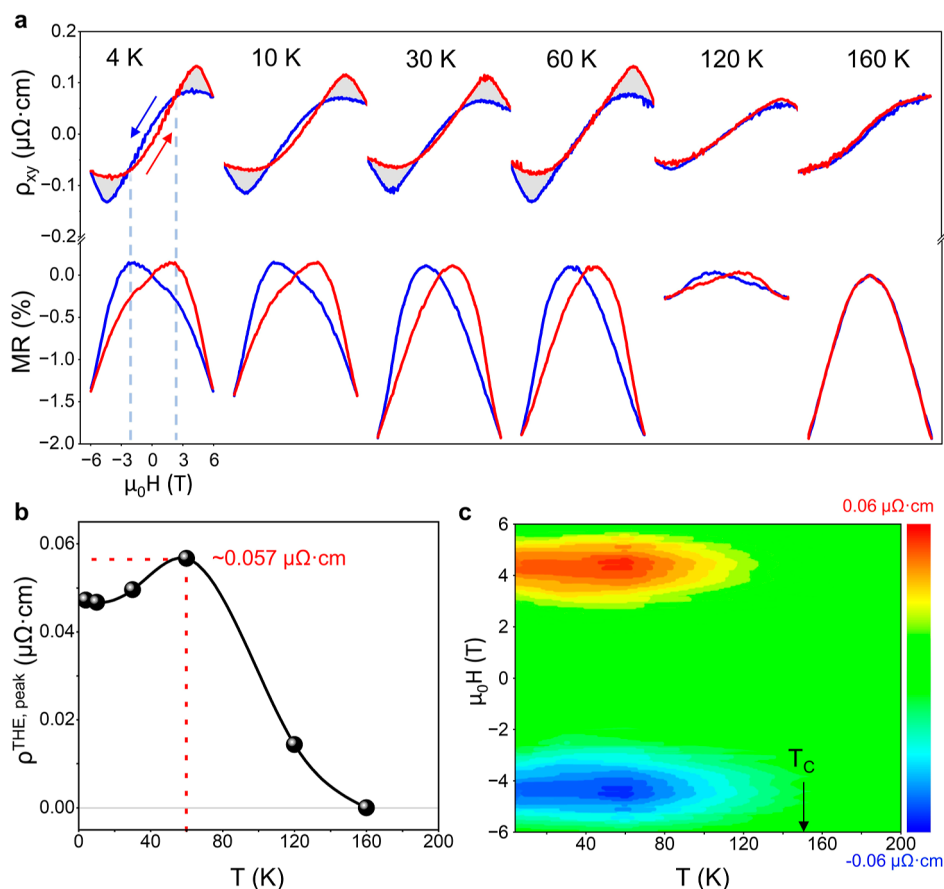 a
4 K 10 K 30 K 60 K 120 K 160 K
0.2
0.1
0.0
−0.1
−0.2
ρxy (μΩ·cm)
0.0
−0.5
−1.0
−1.5
−2.0
MR (%)
−6 −3 0 3 6
μ₀H (T)
b
0.06
0.04
0.02
0.00
ρᵀᴴᴱ, ᵖᵉᵃᵏ (μΩ·cm)
~0.057 μΩ·cm
0 40 80 120 160 200
T (K)
c
0.06 μΩ·cm
6
4
2
0
−2
−4
−6
μ₀H (T)
TC
40 80 120 160 200
-0.06 μΩ·cm
T (K)